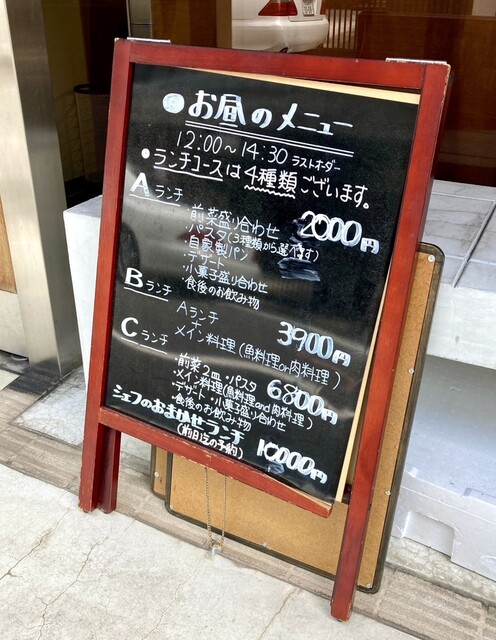 お昼のメニュー
12:00～14:30 ラストオーダー
●ランチコースは4種類ございます。
Aランチ 2000円
前菜盛り合わせ
・パスタ(3種類から選べます)
・自家製パン
・デザート
・小菓子盛り合わせ
・食後のお飲み物
Bランチ 3900円
Aランチ
+
メイン料理(魚料理or肉料理)
Cランチ 6800円
・前菜2皿・パスタ
・メイン料理(魚料理and肉料理)
・デザート・小菓子盛り合わせ
・食後のお飲み物
シェフのおまかせランチ 10000円
(前日迄の予約)